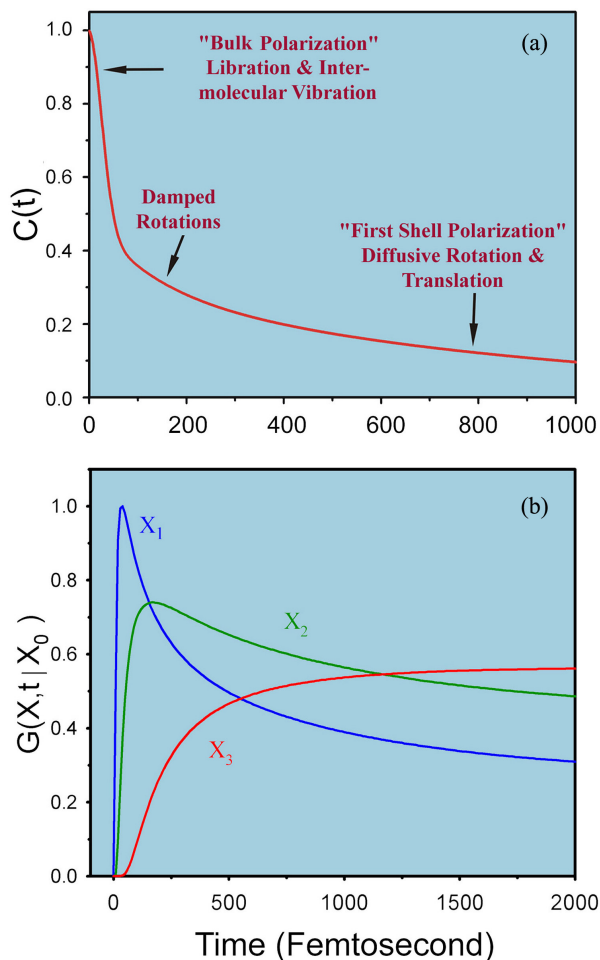 (a)
"Bulk Polarization"
Libration & Inter-
molecular Vibration
Damped
Rotations
"First Shell Polarization"
Diffusive Rotation &
Translation
C(t)
1.0
0.8
0.6
0.4
0.2
0.0
0 200 400 600 800 1000
(b)
X1
X2
X3
G(X,t | X0)
1.0
0.8
0.6
0.4
0.2
0.0
0 500 1000 1500 2000
Time (Femtosecond)